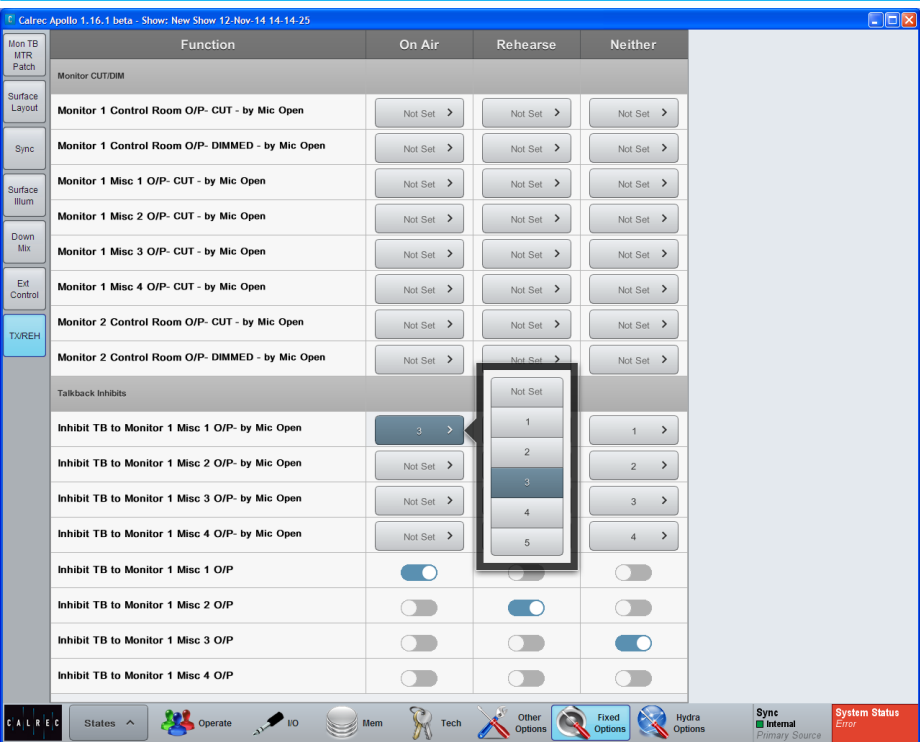 Calrec Apollo 1.16.1 beta - Show: New Show 12-Nov-14 14-14-25
Mon TB
MTR
Patch
Surface
Layout
Sync
Surface
Illum
Down
Mix
Ext
Control
TX/REH
Function On Air Rehearse Neither
Monitor CUT/DIM
Monitor 1 Control Room O/P- CUT - by Mic Open Not Set Not Set Not Set
Monitor 1 Control Room O/P- DIMMED - by Mic Open Not Set Not Set Not Set
Monitor 1 Misc 1 O/P- CUT - by Mic Open Not Set Not Set Not Set
Monitor 1 Misc 2 O/P- CUT - by Mic Open Not Set Not Set Not Set
Monitor 1 Misc 3 O/P- CUT - by Mic Open Not Set Not Set Not Set
Monitor 1 Misc 4 O/P- CUT - by Mic Open Not Set Not Set Not Set
Monitor 2 Control Room O/P- CUT - by Mic Open Not Set Not Set Not Set
Monitor 2 Control Room O/P- DIMMED - by Mic Open Not Set Not Set Not Set
Talkback Inhibits
Not Set
1
2
3
4
5
Inhibit TB to Monitor 1 Misc 1 O/P- by Mic Open 3 1
Inhibit TB to Monitor 1 Misc 2 O/P- by Mic Open Not Set 2
Inhibit TB to Monitor 1 Misc 3 O/P- by Mic Open Not Set 3
Inhibit TB to Monitor 1 Misc 4 O/P- by Mic Open Not Set 4
Inhibit TB to Monitor 1 Misc 1 O/P
Inhibit TB to Monitor 1 Misc 2 O/P
Inhibit TB to Monitor 1 Misc 3 O/P
Inhibit TB to Monitor 1 Misc 4 O/P
CALREC
States
Operate
I/O
Mem
Tech
Other
Options
Fixed
Options
Hydra
Options
Sync
Internal
Primary Source
System Status
Error